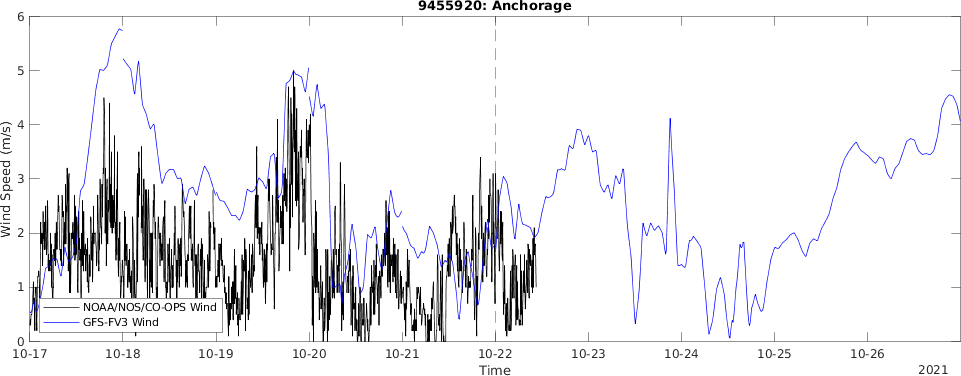 9455920: Anchorage
6
5
4
3
2
1
0
Wind Speed (m/s)
NOAA/NOS/CO-OPS Wind
GFS-FV3 Wind
10-17 10-18 10-19 10-20 10-21 10-22 10-23 10-24 10-25 10-26
Time
2021